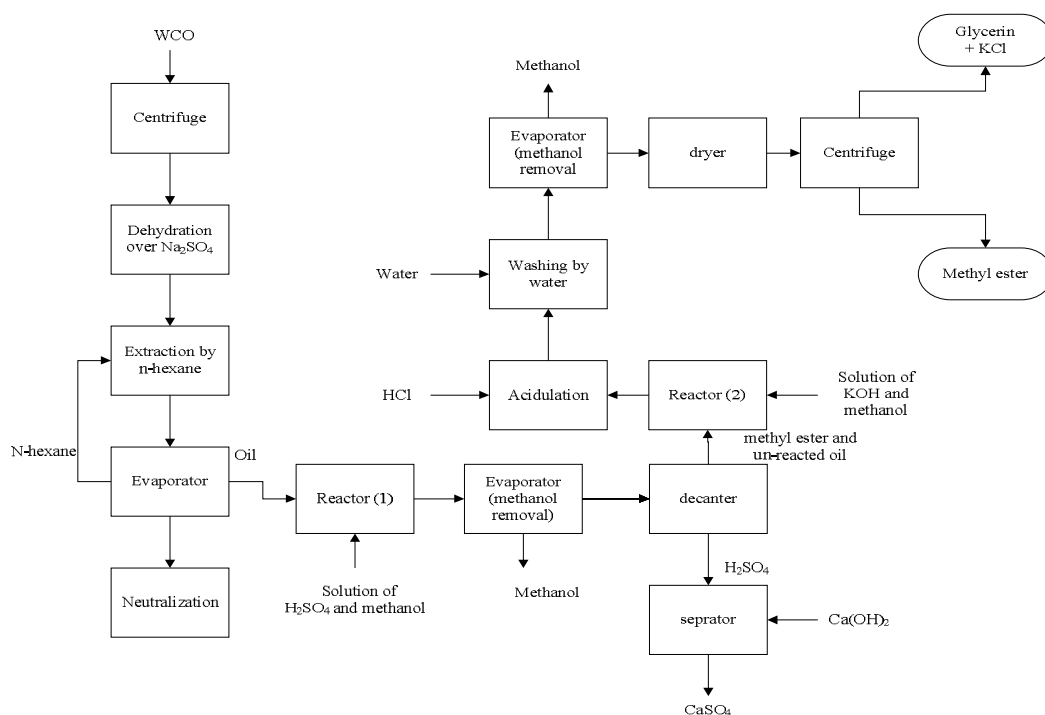 WCO
Centrifuge
Dehydration
over Na₂SO₄
Extraction by
n-hexane
N-hexane
Evaporator
Oil
Neutralization
Reactor (1)
Solution of
H₂SO₄ and methanol
Evaporator
(methanol
removal)
Methanol
decanter
H₂SO₄
seprator
Ca(OH)₂
CaSO₄
methyl ester and
un-reacted oil
Reactor (2)
Solution of
KOH and
methanol
Acidulation
HCl
Washing by
water
Water
Evaporator
(methanol
removal
Methanol
dryer
Centrifuge
Glycerin
+ KCl
Methyl ester